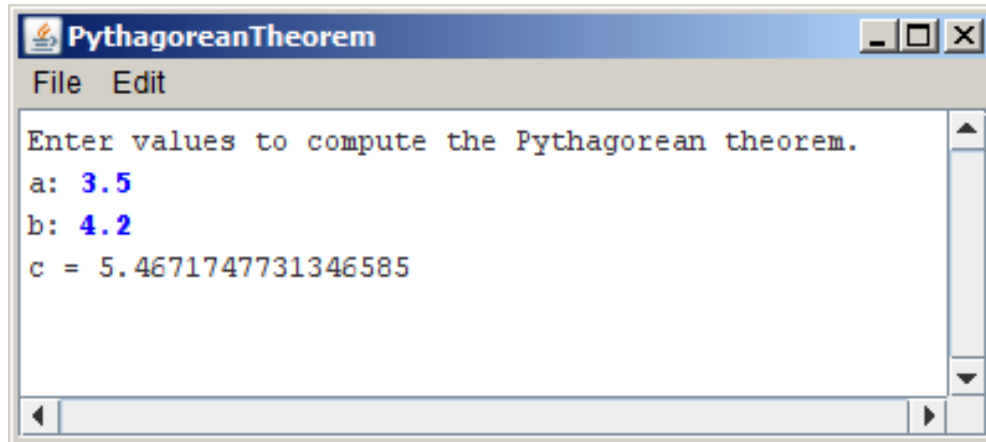 PythagoreanTheorem
File Edit
Enter values to compute the Pythagorean theorem.
a: 3.5
b: 4.2
c = 5.4671747731346585